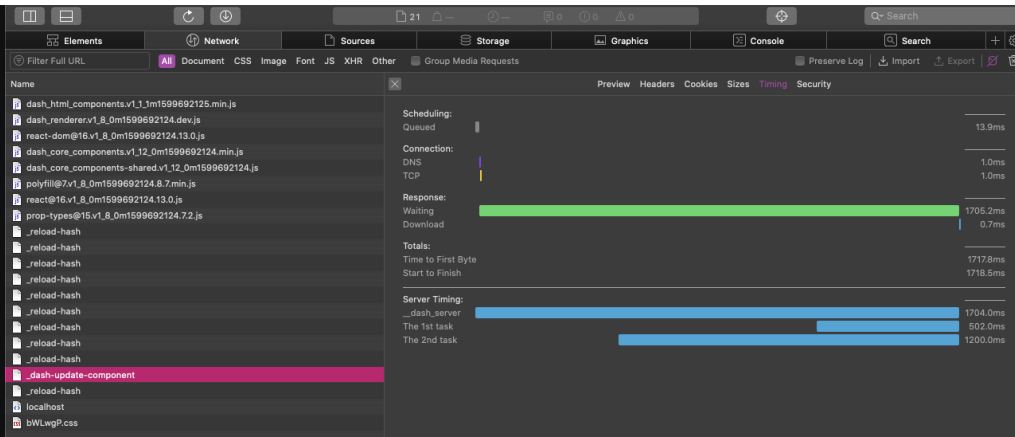 21 — — 0 0 0 Search
Elements Network Sources Storage Graphics Console Search
Filter Full URL All Document CSS Image Font JS XHR Other Group Media Requests Preserve Log Import Export
Name Preview Headers Cookies Sizes Timing Security
dash_html_components.v1_1_1m1599692125.min.js
dash_renderer.v1_8_0m1599692124.dev.js
react-dom@16.v1_8_0m1599692124.13.0.js
dash_core_components.v1_12_0m1599692124.min.js
dash_core_components-shared.v1_12_0m1599692124.js
polyfill@7.v1_8_0m1599692124.8.7.min.js
react@16.v1_8_0m1599692124.13.0.js
prop-types@15.v1_8_0m1599692124.7.2.js
_reload-hash
_reload-hash
_reload-hash
_reload-hash
_reload-hash
_reload-hash
_reload-hash
_reload-hash
_reload-hash
_dash-update-component
_reload-hash
localhost
bWLwgP.css
Scheduling:
Queued 13.9ms
Connection:
DNS 1.0ms
TCP 1.0ms
Response:
Waiting 1705.2ms
Download 0.7ms
Totals:
Time to First Byte 1717.8ms
Start to Finish 1718.5ms
Server Timing:
__dash_server 1704.0ms
The 1st task 502.0ms
The 2nd task 1200.0ms